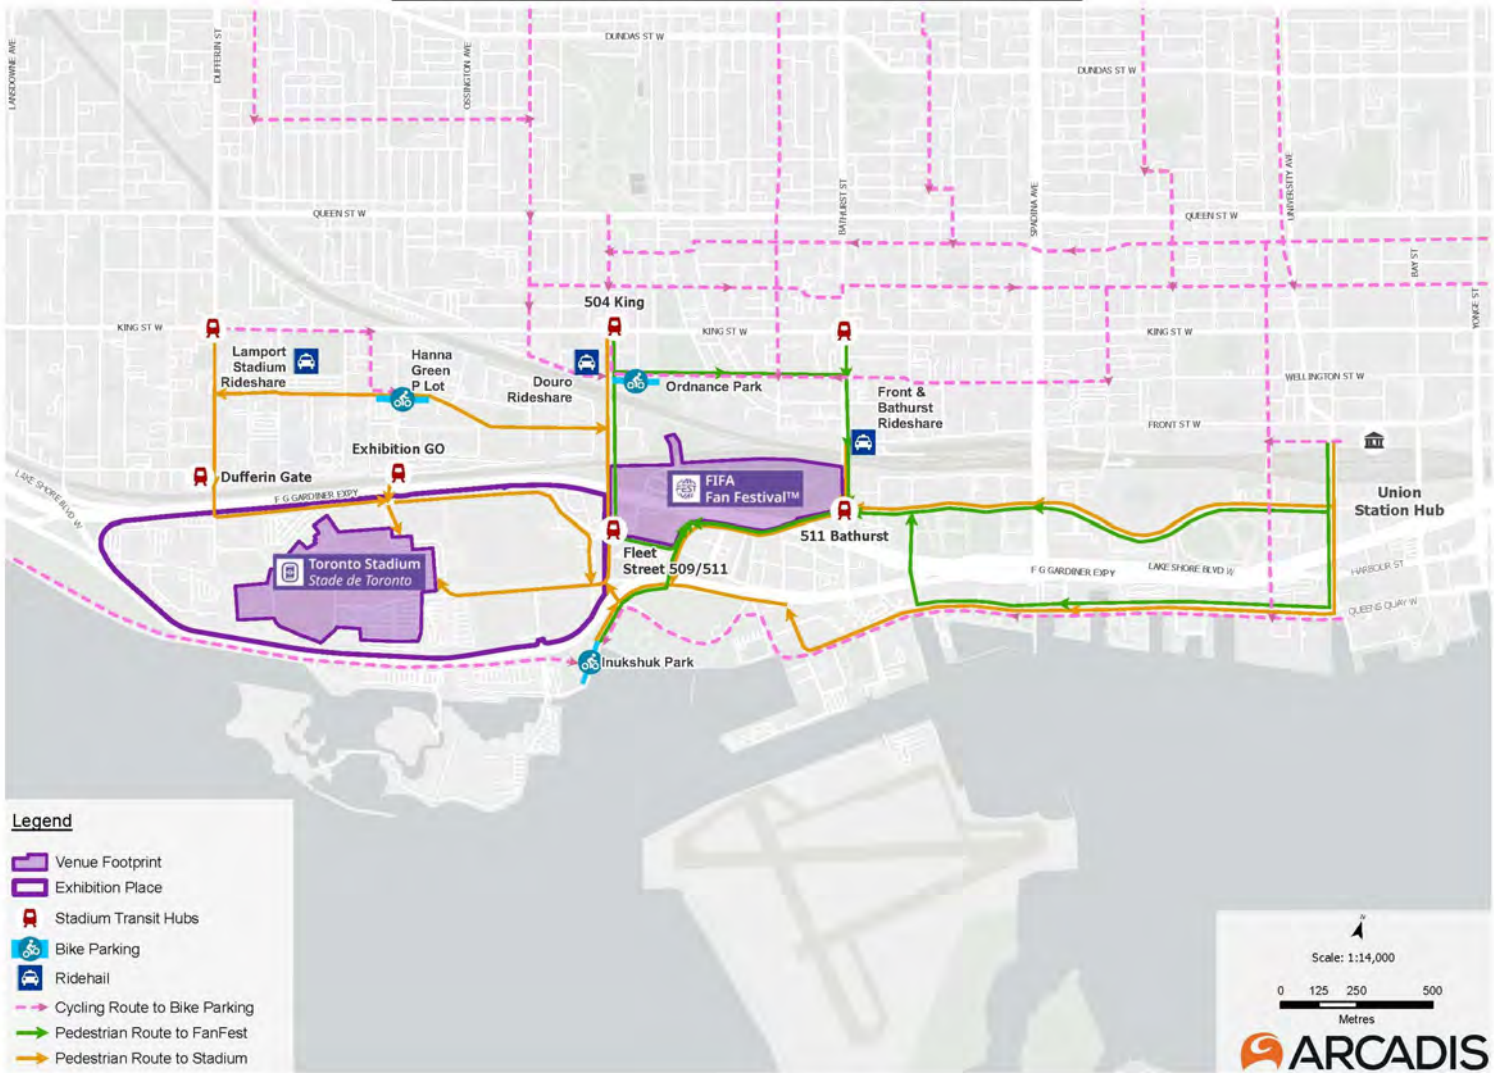 DUNDAS ST W
DUNDAS ST W
LANSDOWNE AVE
DUFFERIN ST
OSSINGTON AVE
BATHURST ST
SPADINA AVE
UNIVERSITY AVE
BAY ST
YONGE ST
QUEEN ST W
QUEEN ST W
504 King
KING ST W
KING ST W
KING ST W
Lamport
Stadium
Rideshare
Hanna
Green
P Lot
Douro
Rideshare
Ordnance Park
WELLINGTON ST W
Front &
Bathurst
Rideshare
FRONT ST W
Exhibition GO
Dufferin Gate
LAKE SHORE BLVD W
F G GARDINER EXPY
FEST
FIFA
Fan Festival™
Union
Station Hub
511 Bathurst
Fleet
Street 509/511
Toronto Stadium
Stade de Toronto
F G GARDINER EXPY
LAKE SHORE BLVD W
HARBOUR ST
QUEENS QUAY W
Inukshuk Park
Legend
Venue Footprint
Exhibition Place
Stadium Transit Hubs
Bike Parking
Ridehail
Cycling Route to Bike Parking
Pedestrian Route to FanFest
Pedestrian Route to Stadium
N
Scale: 1:14,000
0 125 250 500
Metres
ARCADIS